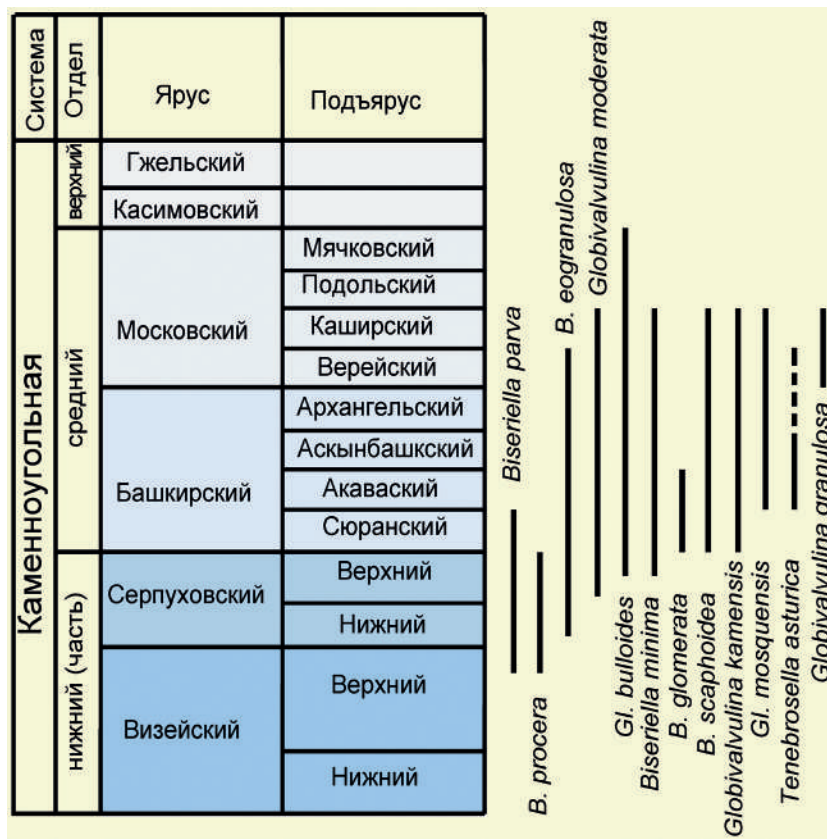 Система
Отдел
Ярус
Подъярус
Каменноугольная
верхний
средний
нижний (часть)
Гжельский
Касимовский
Московский
Мячковский
Подольский
Каширский
Верейский
Башкирский
Архангельский
Аскынбашкский
Акаваский
Сюранский
Серпуховский
Верхний
Нижний
Визейский
Верхний
Нижний
Biseriella parva
B. procera
B. eogranulosa
Globivalvulina moderata
Gl. bulloides
Biseriella minima
B. glomerata
B. scaphoidea
Globivalvulina kamensis
Gl. mosquensis
Tenebrosella asturica
Globivalvulina granulosa